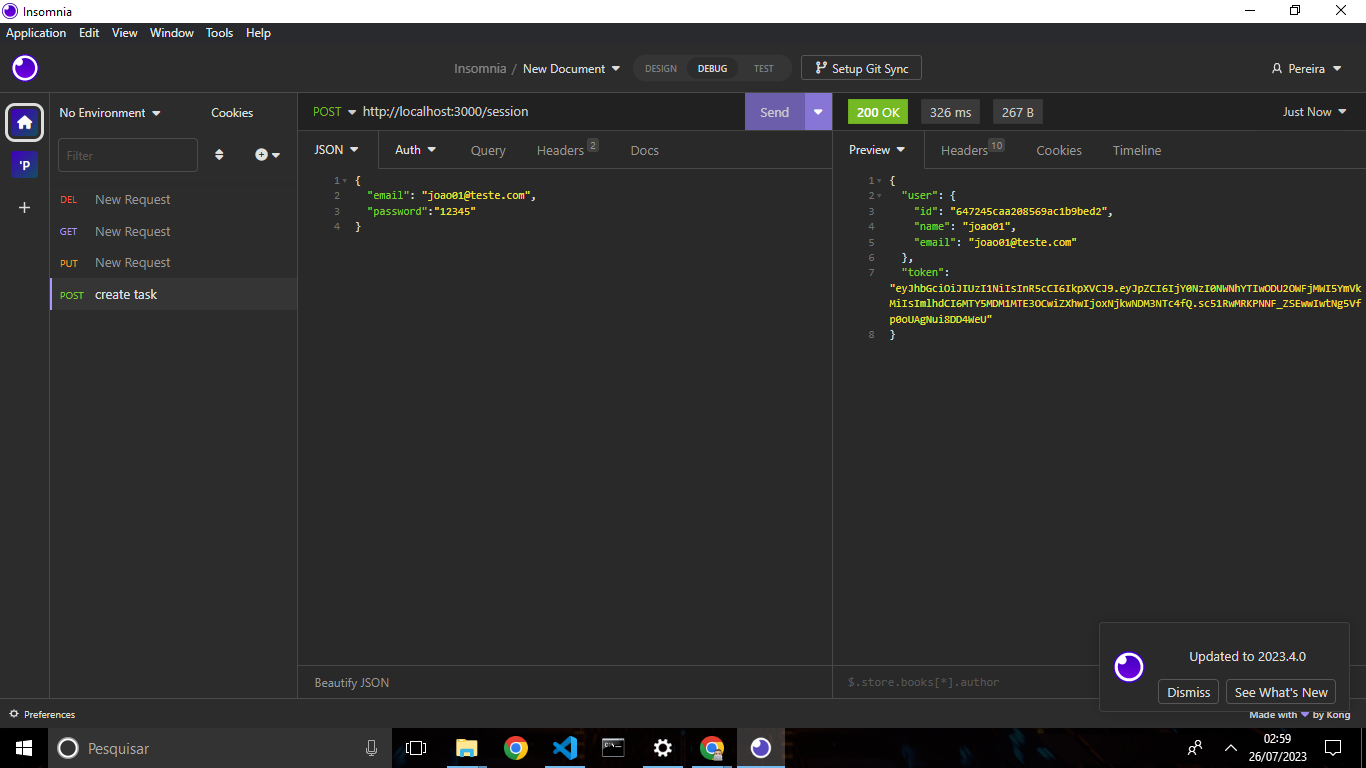 Insomnia
Application Edit View Window Tools Help
Insomnia / New Document DESIGN DEBUG TEST Setup Git Sync Pereira
No Environment Cookies
POST http://localhost:3000/session Send 200 OK 326 ms 267 B Just Now
'P
Filter
JSON Auth Query Headers 2 Docs
Preview Headers 10 Cookies Timeline
DEL New Request
GET New Request
PUT New Request
POST create task
1 {
2 "email": "joao01@teste.com",
3 "password":"12345"
4 }
1 {
2 "user": {
3 "id": "647245caa208569ac1b9bed2",
4 "name": "joao01",
5 "email": "joao01@teste.com"
6 },
7 "token":
"eyJhbGciOiJIUzI1NiIsInR5cCI6IkpXVCJ9.eyJpZCI6IjY0NzI0NWNhYTIwODU2OWFjMWI5YmVk
MiIsImlhdCI6MTY5MDM1MTE3OCwiZXhwIjoxNjkwNDM3NTc4fQ.sc51RwMRKPNNF_ZSEwwIwtNg5Vf
p0oUAgNui8DD4WeU"
8 }
Beautify JSON
$.store.books[*].author
Updated to 2023.4.0
Dismiss See What's New
Preferences
Made with by Kong
Pesquisar
02:59
26/07/2023